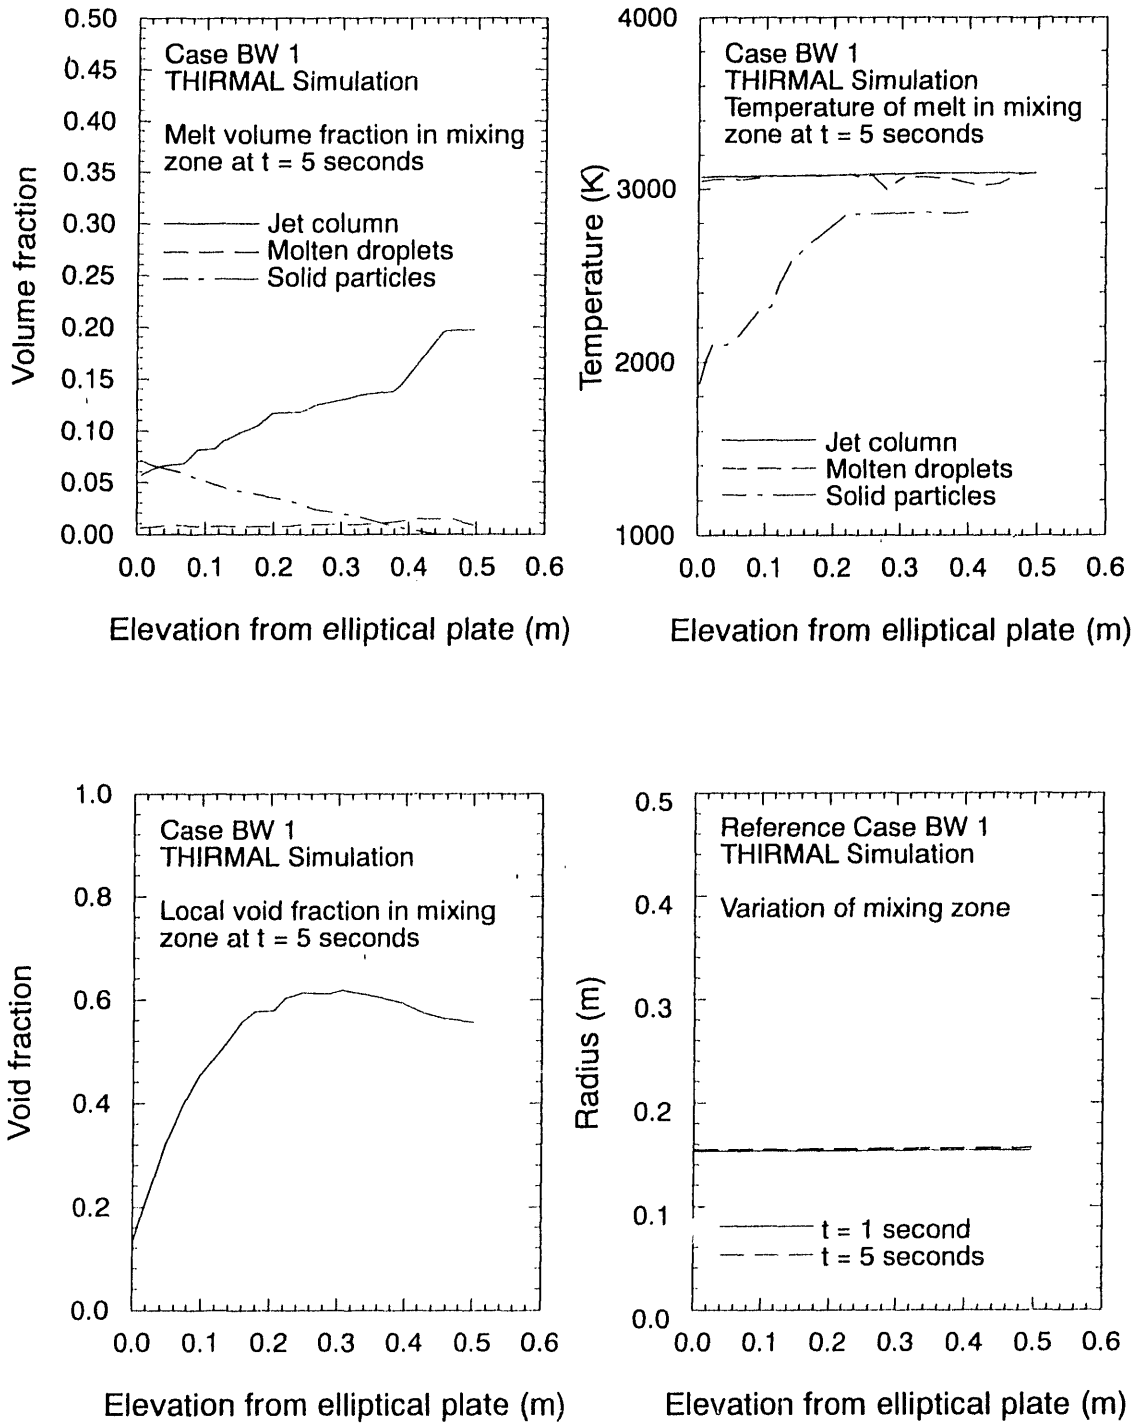 0.50
0.45
0.40
0.35
0.30
0.25
0.20
0.15
0.10
0.05
0.00
Volume fraction
Case BW 1
THIRMAL Simulation
Melt volume fraction in mixing
zone at t = 5 seconds
Jet column
Molten droplets
Solid particles
0.0 0.1 0.2 0.3 0.4 0.5 0.6
Elevation from elliptical plate (m)
4000
3000
2000
1000
Temperature (K)
Case BW 1
THIRMAL Simulation
Temperature of melt in mixing
zone at t = 5 seconds
Jet column
Molten droplets
Solid particles
0.0 0.1 0.2 0.3 0.4 0.5 0.6
Elevation from elliptical plate (m)
1.0
0.8
0.6
0.4
0.2
0.0
Void fraction
Case BW 1
THIRMAL Simulation
Local void fraction in mixing
zone at t = 5 seconds
0.0 0.1 0.2 0.3 0.4 0.5 0.6
Elevation from elliptical plate (m)
0.5
0.4
0.3
0.2
0.1
0.0
Radius (m)
Reference Case BW 1
THIRMAL Simulation
Variation of mixing zone
t = 1 second
t = 5 seconds
0.0 0.1 0.2 0.3 0.4 0.5 0.6
Elevation from elliptical plate (m)